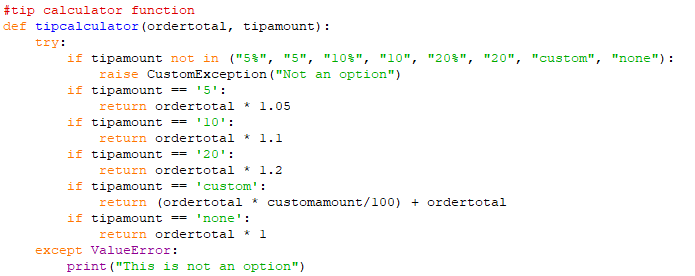 #tip calculator function
def tipcalculator(ordertotal, tipamount):
    try:
        if tipamount not in ("5%", "5", "10%", "10", "20%", "20", "custom", "none"):
            raise CustomException("Not an option")
        if tipamount == '5':
            return ordertotal * 1.05
        if tipamount == '10':
            return ordertotal * 1.1
        if tipamount == '20':
            return ordertotal * 1.2
        if tipamount == 'custom':
            return (ordertotal * customamount/100) + ordertotal
        if tipamount == 'none':
            return ordertotal * 1
    except ValueError:
        print("This is not an option")